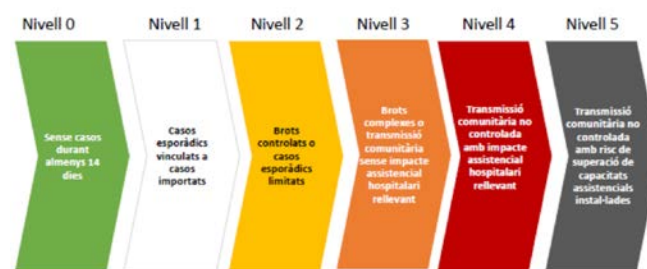 Nivell 0
Nivell 1
Nivell 2
Nivell 3
Nivell 4
Nivell 5
Sense casos
durant
almenys 14
dies
Casos
esporàdics
vinculats a
casos
importats
Brots
controlats o
casos
esporàdics
limitats
Brots
complexes o
transmissió
comunitària
sense impacte
assistencial
hospitalari
rellevant
Transmissió
comunitària no
controlada
amb impacte
assistencial
hospitalari
rellevant
Transmissió
comunitària no
controlada
amb risc de
superació de
capacitats
assistencials
instal·lades